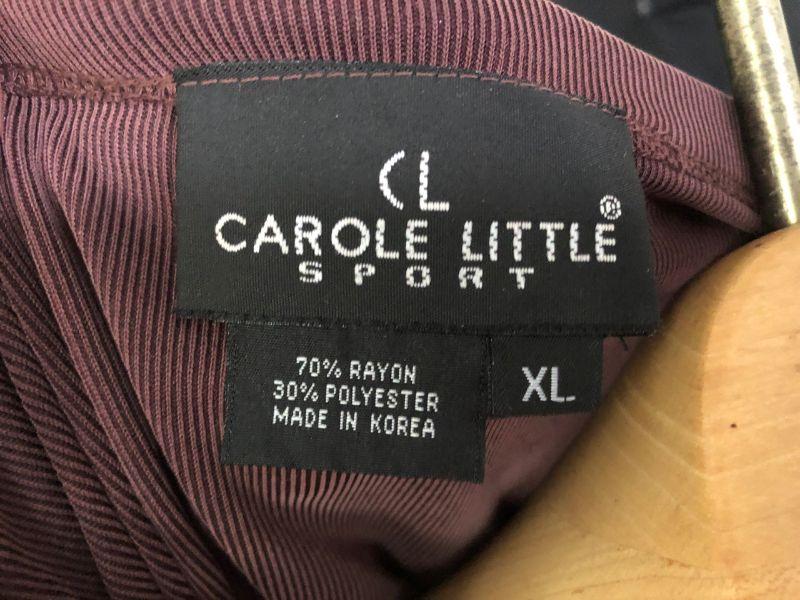 CL
CAROLE LITTLE®
SPORT
70% RAYON
30% POLYESTER
MADE IN KOREA
XL